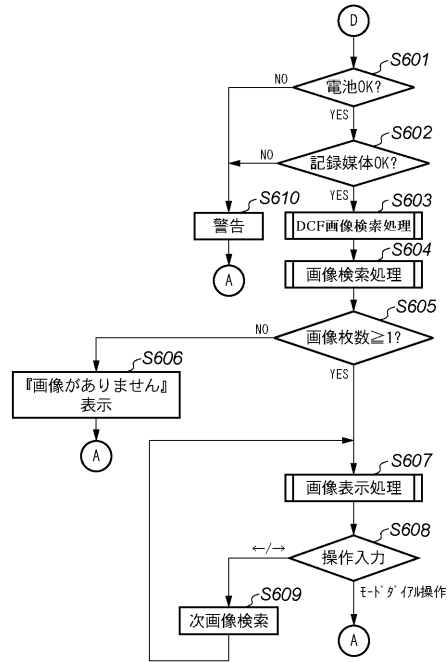 D
S601
電池OK?
NO
YES
S602
記録媒体OK?
NO
YES
S610
警告
S603
DCF画像検索処理
A
S604
画像検索処理
S605
画像枚数≧1?
NO
YES
S606
『画像がありません』
表示
A
S607
画像表示処理
S608
操作入力
←/→
ﾓｰﾄﾞﾀﾞｲｱﾙ操作
S609
次画像検索
A